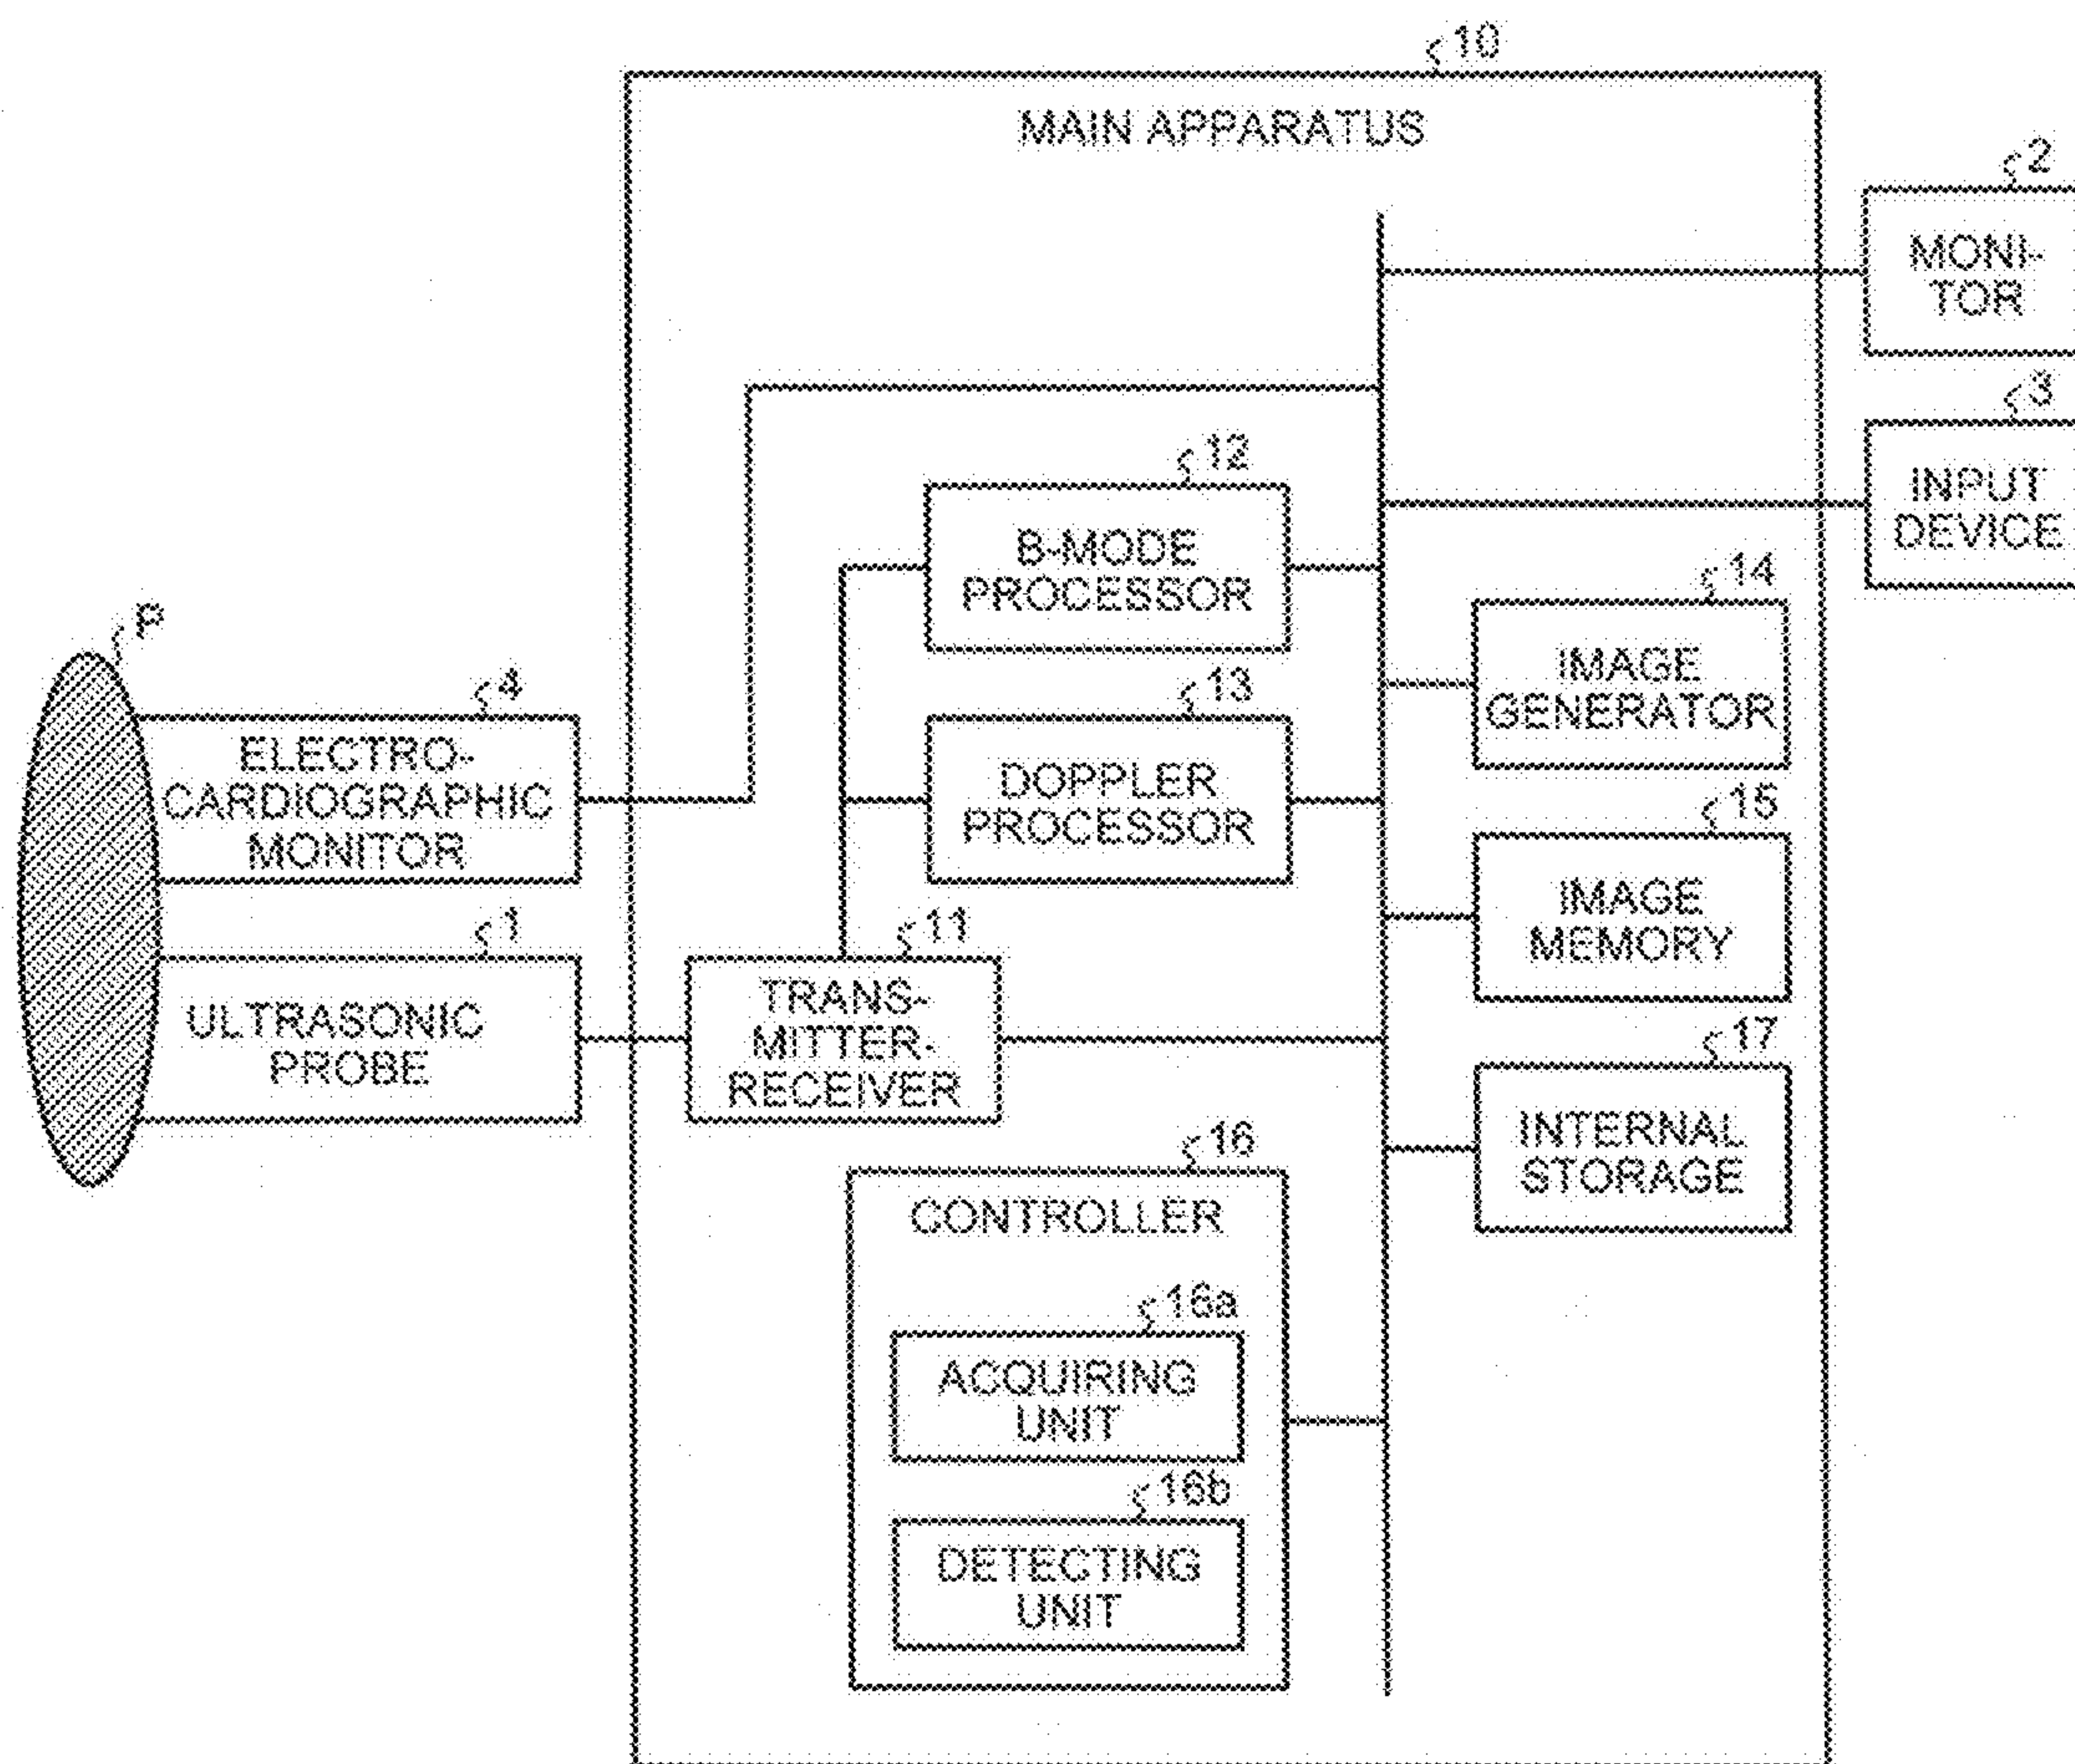 10
MAIN APPARATUS
2
MONI-
TOR
3
INPUT
DEVICE
12
B-MODE
PROCESSOR
14
IMAGE
GENERATOR
P
4
ELECTRO-
CARDIOGRAPHIC
MONITOR
13
DOPPLER
PROCESSOR
15
IMAGE
MEMORY
1
ULTRASONIC
PROBE
11
TRANS-
MITTER-
RECEIVER
17
INTERNAL
STORAGE
16
CONTROLLER
16a
ACQUIRING
UNIT
16b
DETECTING
UNIT